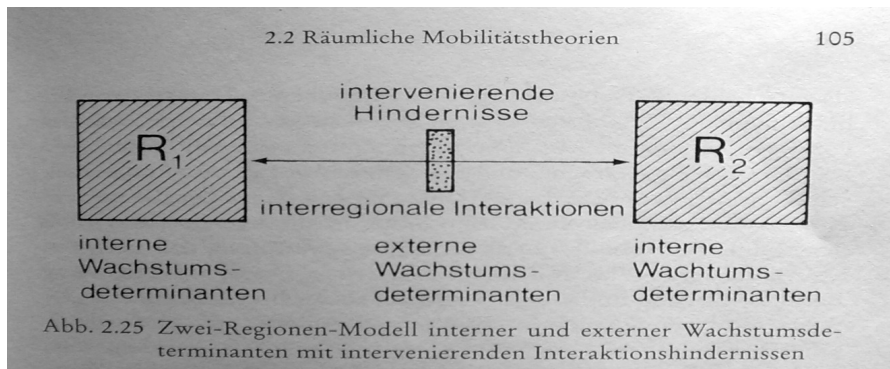 2.2 Räumliche Mobilitätstheorien 105
intervenierende
Hindernisse
R1
R2
interregionale Interaktionen
interne
Wachstums-
determinanten
externe
Wachstums-
determinanten
interne
Wachtums-
determinanten
Abb. 2.25 Zwei-Regionen-Modell interner und externer Wachstumsde-
terminanten mit intervenierenden Interaktionshindernissen